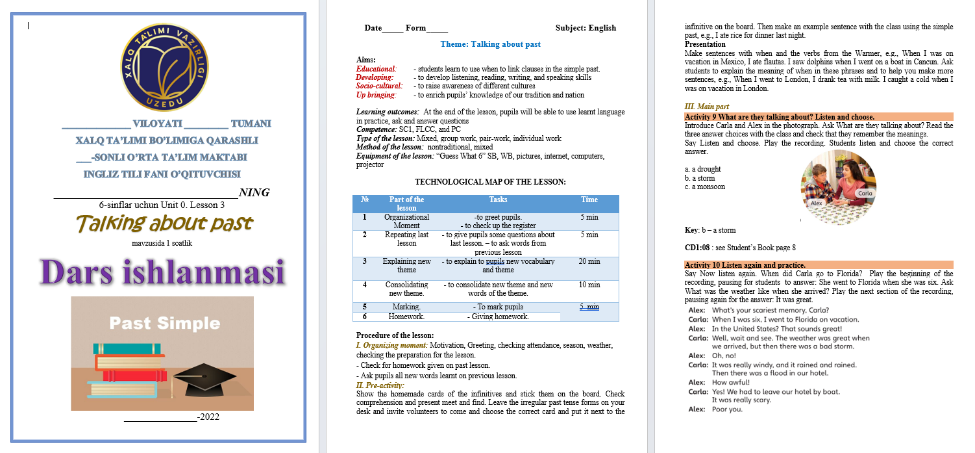 XALQ TA'LIMI VAZIRLIGI
UZEDU
____________ VILOYATI ___________ TUMANI
XALQ TA'LIMI BO'LIMIGA QARASHLI
___-SONLI O'RTA TA'LIM MAKTABI
INGLIZ TILI FANI O'QITUVCHISI
______________________________NING
6-sinflar uchun Unit 0. Lesson 3
Talking about past
mavzusida 1 soatlik
Dars ishlanmasi
Past Simple
______________-2022
Date_____ Form_____ Subject: English
Theme: Talking about past
Aims:
Educational: - students learn to use when to link clauses in the simple past.
Developing: - to develop listening, reading, writing, and speaking skills
Socio-cultural: - to raise awareness of different cultures
Up bringing: - to enrich pupils' knowledge of our tradition and nation
Learning outcomes: At the end of the lesson, pupils will be able to use learnt language
in practice, ask and answer questions
Competence: SC1, FLCC, and PC
Type of the lesson: Mixed, group work, pair-work, individual work
Method of the lesson: nontraditional, mixed
Equipment of the lesson: "Guess What 6" SB, WB, pictures, internet, computers,
projector
TECHNOLOGICAL MAP OF THE LESSON:
№ Part of the lesson Tasks Time
1 Organizational Moment -to greet pupils. - to check up the register 5 min
2 Repeating last lesson - to give pupils some questions about last lesson. – to ask words from previous lesson 5 min
3 Explaining new theme - to explain to pupils new vocabulary and theme 20 min
4 Consolidating new theme. - to consolidate new theme and new words of the theme. 10 min
5 Marking. - To mark pupils 5 min
6 Homework. - Giving homework.
Procedure of the lesson:
I. Organizing moment: Motivation, Greeting, checking attendance, season, weather,
checking the preparation for the lesson.
- Check for homework given on past lesson.
- Ask pupils all new words learnt on previous lesson.
II. Pre-activity:
Show the homemade cards of the infinitives and stick them on the board. Check
comprehension and present meet and find. Leave the irregular past tense forms on your
desk and invite volunteers to come and choose the correct card and put it next to the
infinitive on the board. Then make an example sentence with the class using the simple
past, e.g., I ate rice for dinner last night.
Presentation
Make sentences with when and the verbs from the Warmer, e.g., When I was on
vacation in Mexico, I ate flautas. I saw dolphins when I went on a boat in Cancun. Ask
students to explain the meaning of when in these phrases and to help you make more
sentences, e.g., When I went to London, I drank tea with milk. I caught a cold when I
was on vacation in London.
III. Main part
Activity 9 What are they talking about? Listen and choose.
Introduce Carla and Alex in the photograph. Ask What are they talking about? Read the
three answer choices with the class and check that they remember the meanings.
Say Listen and choose. Play the recording. Students listen and choose the correct
answer.
a. a drought
b. a storm
c. a monsoon
Alex
Carla
Key: b – a storm
CD1:08 : see Student's Book page 8
Activity 10 Listen again and practice.
Say Now listen again. When did Carla go to Florida? Play the beginning of the
recording, pausing for students to answer: She went to Florida when she was six. Ask
What was the weather like when she arrived? Play the next section of the recording,
pausing again for the answer: It was great.
Alex: What's your scariest memory, Carla?
Carla: When I was six, I went to Florida on vacation.
Alex: In the United States? That sounds great!
Carla: Well, wait and see. The weather was great when
we arrived, but then there was a bad storm.
Alex: Oh, no!
Carla: It was really windy, and it rained and rained.
Then there was a flood in our hotel.
Alex: How awful!
Carla: Yes! We had to leave our hotel by boat.
It was really scary.
Alex: Poor you.